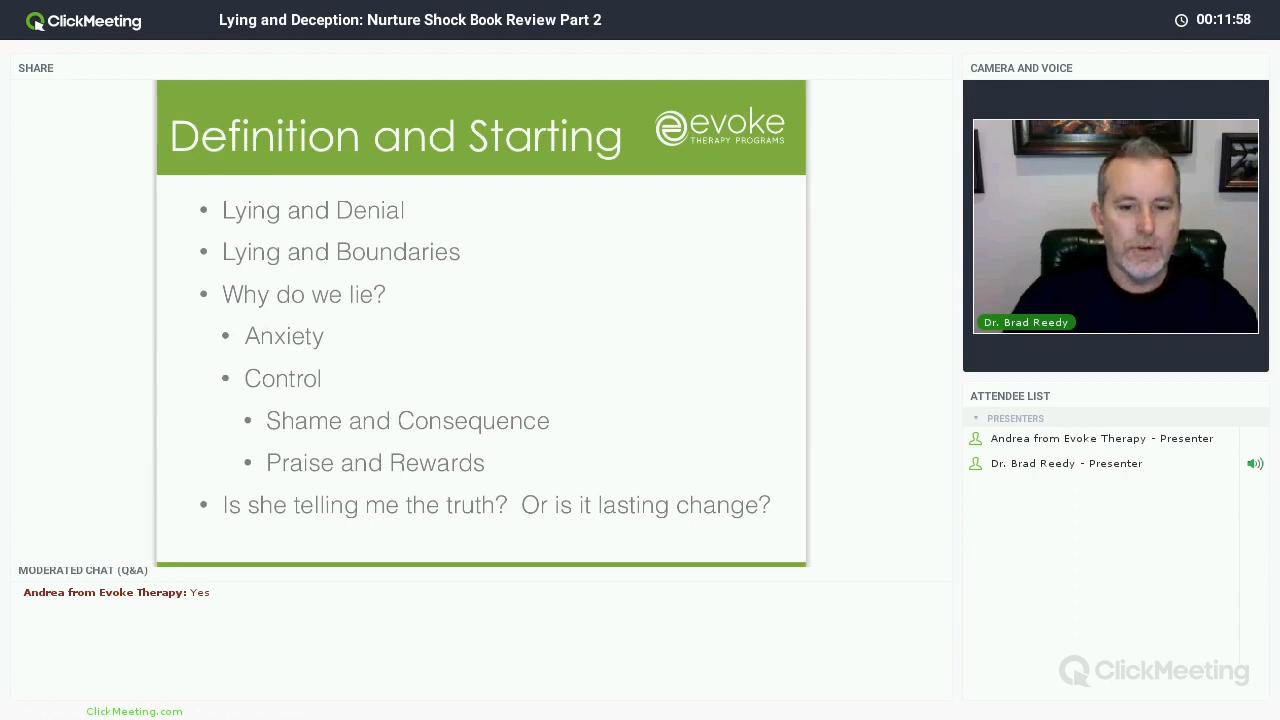 ClickMeeting
Lying and Deception: Nurture Shock Book Review Part 2
00:11:58
SHARE
Definition and Starting
evoke
THERAPY PROGRAMS
• Lying and Denial
• Lying and Boundaries
• Why do we lie?
• Anxiety
• Control
• Shame and Consequence
• Praise and Rewards
• Is she telling me the truth? Or is it lasting change?
MODERATED CHAT (Q&A)
Andrea from Evoke Therapy: Yes
ClickMeeting.com
CAMERA AND VOICE
Dr. Brad Reedy
ATTENDEE LIST
PRESENTERS
Andrea from Evoke Therapy - Presenter
Dr. Brad Reedy - Presenter
ClickMeeting